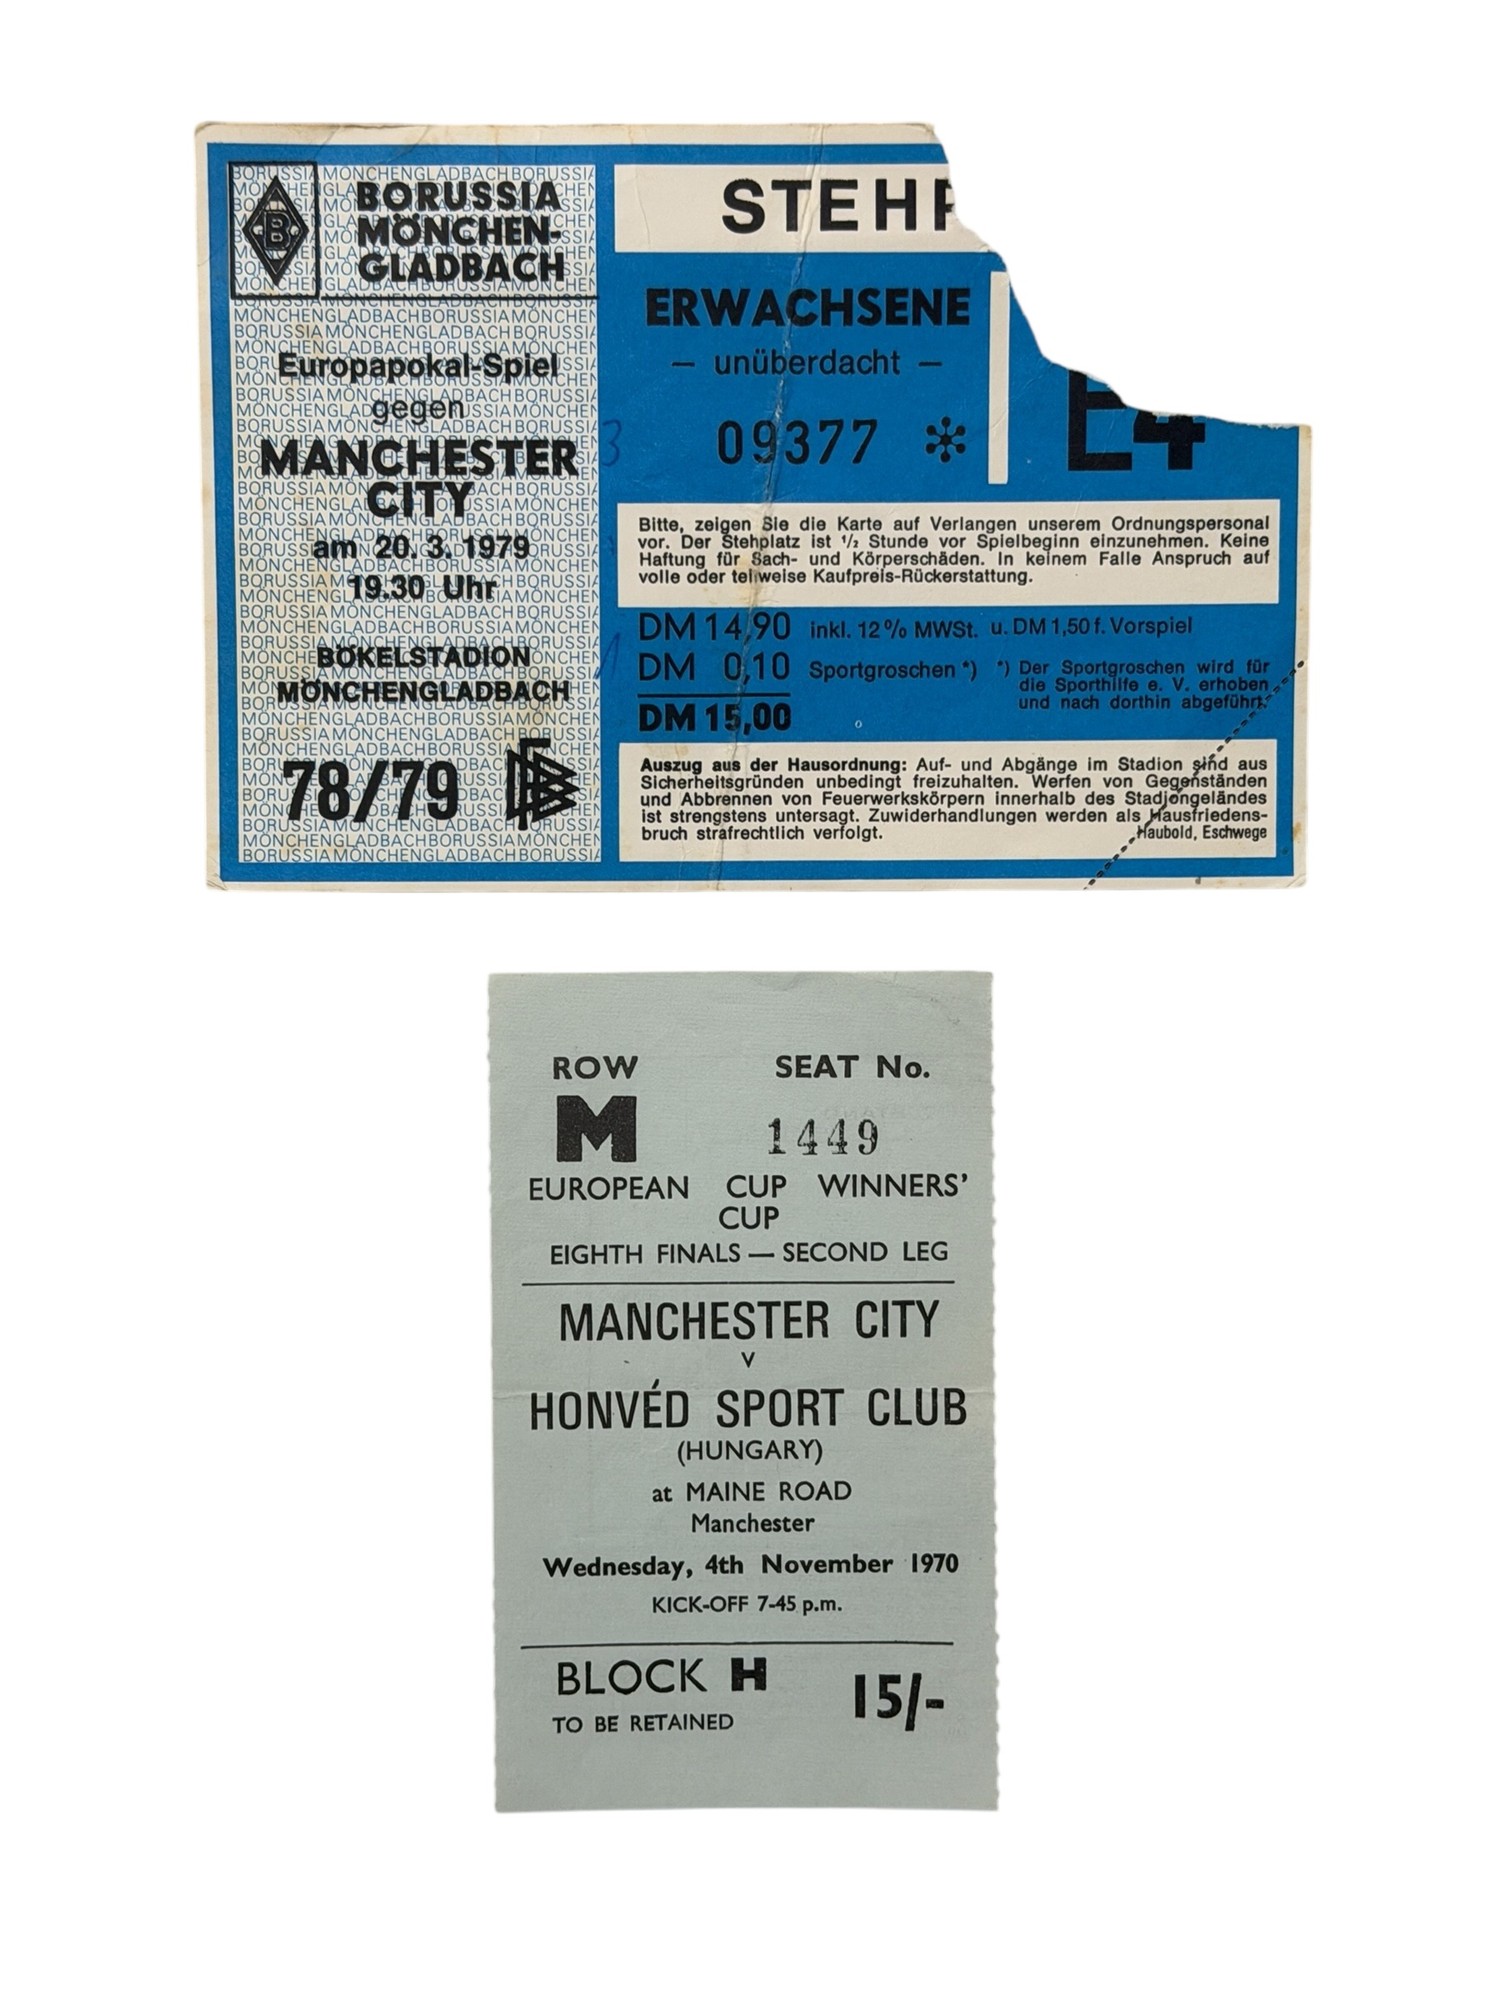 BORUSSIA
MÖNCHEN-
GLADBACH
Europapokal-Spiel
gegen
MANCHESTER
CITY
am 20. 3. 1979
19.30 Uhr
BÖKELSTADION
MÖNCHENGLADBACH
78/79
STEHP
ERWACHSENE
— unüberdacht —
09377
E4
Bitte, zeigen Sie die Karte auf Verlangen unserem Ordnungspersonal
vor. Der Stehplatz ist ½ Stunde vor Spielbeginn einzunehmen. Keine
Haftung für Sach- und Körperschäden. In keinem Falle Anspruch auf
volle oder teilweise Kaufpreis-Rückerstattung.
DM 14,90 inkl. 12% MWSt. u. DM 1,50 f. Vorspiel
DM 0,10 Sportgroschen *)
*) Der Sportgroschen wird für
die Sporthilfe e. V. erhoben
und nach dorthin abgeführt.
DM 15,00
Auszug aus der Hausordnung: Auf- und Abgänge im Stadion sind aus
Sicherheitsgründen unbedingt freizuhalten. Werfen von Gegenständen
und Abbrennen von Feuerwerkskörpern innerhalb des Stadiongeländes
ist strengstens untersagt. Zuwiderhandlungen werden als Hausfriedens-
bruch strafrechtlich verfolgt.
Haubold, Eschwege
ROW SEAT No.
M 1449
EUROPEAN CUP WINNERS'
CUP
EIGHTH FINALS — SECOND LEG
MANCHESTER CITY
v
HONVÉD SPORT CLUB
(HUNGARY)
at MAINE ROAD
Manchester
Wednesday, 4th November 1970
KICK-OFF 7-45 p.m.
BLOCK H 15/-
TO BE RETAINED